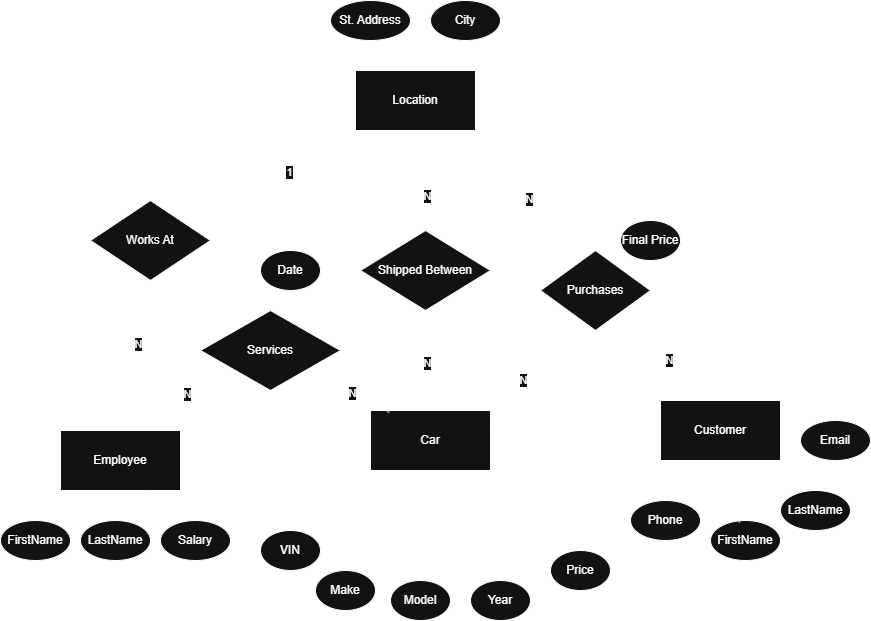 St. Address
City
Location
1
N
N
Works At
Final Price
Date
Shipped Between
Purchases
N
Services
N
N
N
N
N
Car
Customer
Email
Employee
LastName
Phone
FirstName
FirstName
LastName
Salary
VIN
Price
Make
Model
Year